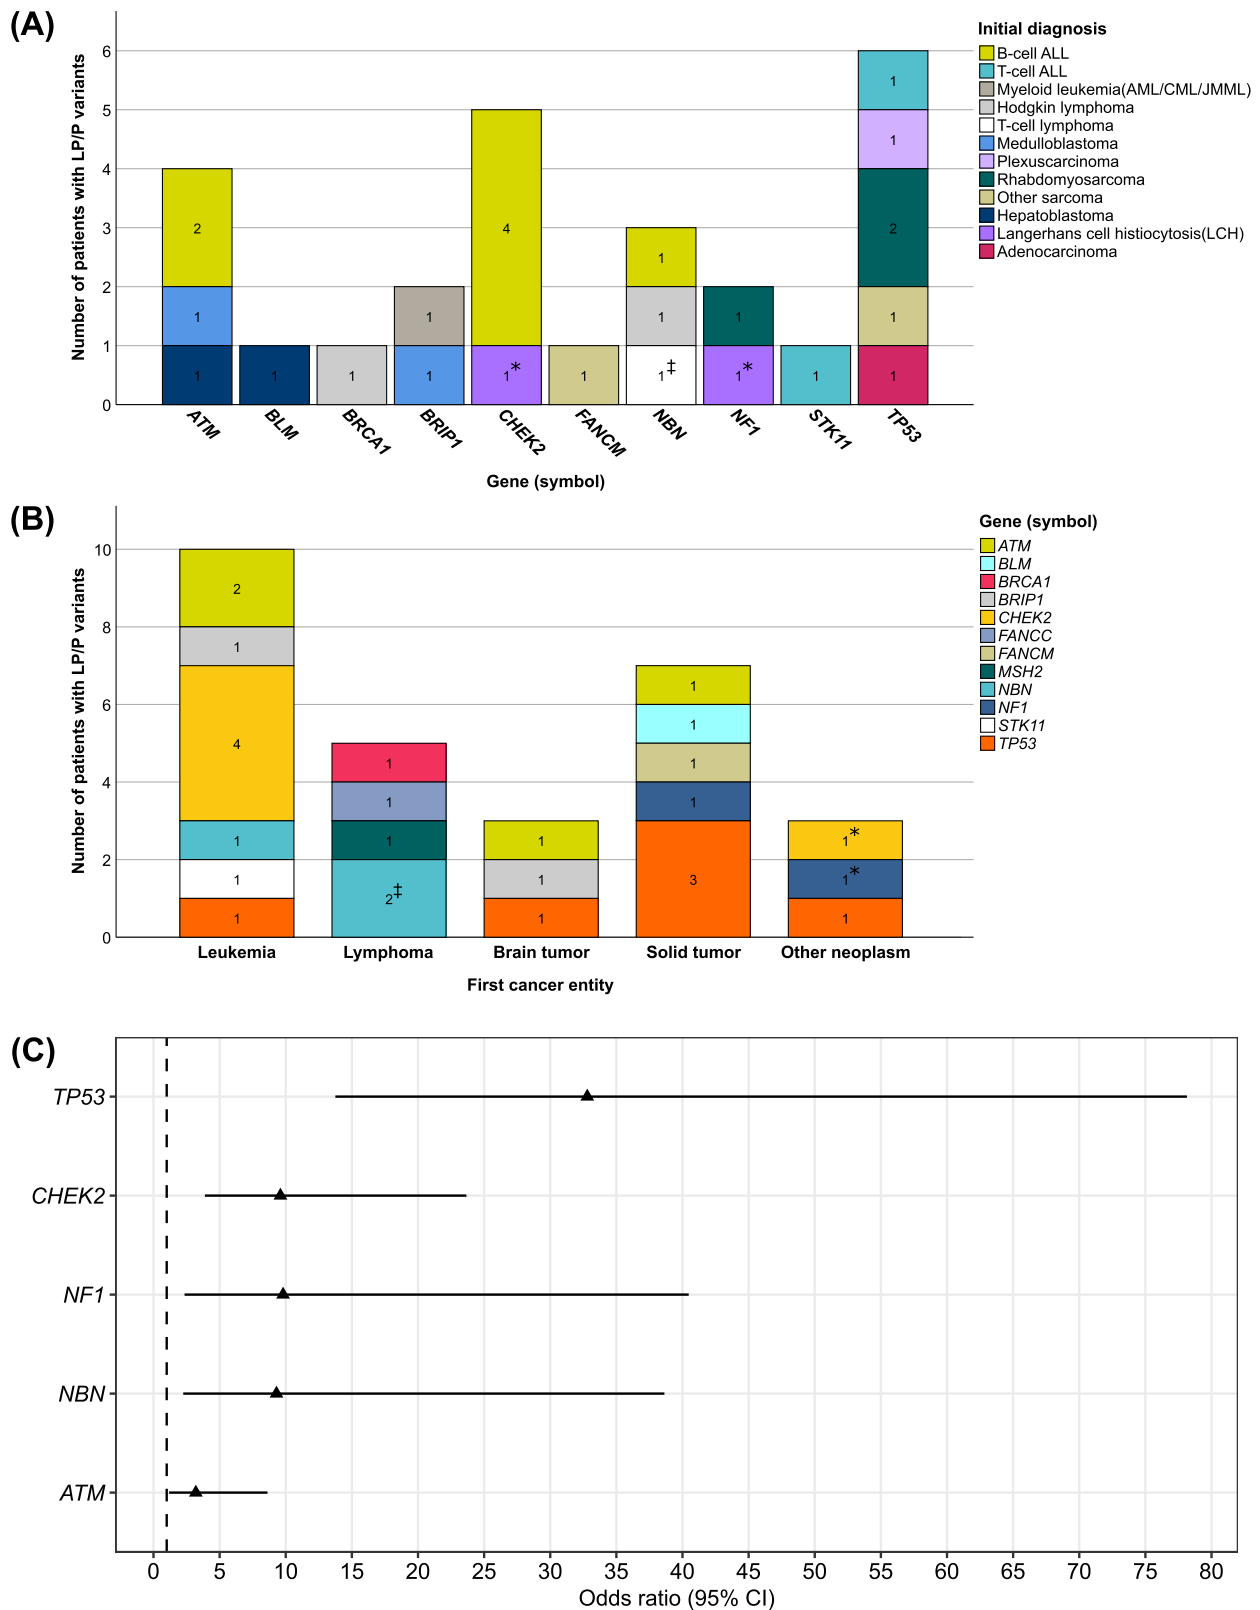 (A)
Number of patients with LP/P variants
6
5
4
3
2
1
0
2
1
1
1
1
1
1
4
1*
1
1
1
1‡
1
1*
1
1
1
2
1
1
ATM
BLM
BRCA1
BRIP1
CHEK2
FANCM
NBN
NF1
STK11
TP53
Gene (symbol)
Initial diagnosis
B-cell ALL
T-cell ALL
Myeloid leukemia(AML/CML/JMML)
Hodgkin lymphoma
T-cell lymphoma
Medulloblastoma
Plexuscarcinoma
Rhabdomyosarcoma
Other sarcoma
Hepatoblastoma
Langerhans cell histiocytosis(LCH)
Adenocarcinoma
(B)
Number of patients with LP/P variants
10
8
6
4
2
0
2
1
4
1
1
1
1
1
1
2‡
1
1
1
1
1
1
1
3
1*
1*
1
Leukemia
Lymphoma
Brain tumor
Solid tumor
Other neoplasm
First cancer entity
Gene (symbol)
ATM
BLM
BRCA1
BRIP1
CHEK2
FANCC
FANCM
MSH2
NBN
NF1
STK11
TP53
(C)
TP53
CHEK2
NF1
NBN
ATM
0 5 10 15 20 25 30 35 40 45 50 55 60 65 70 75 80
Odds ratio (95% CI)